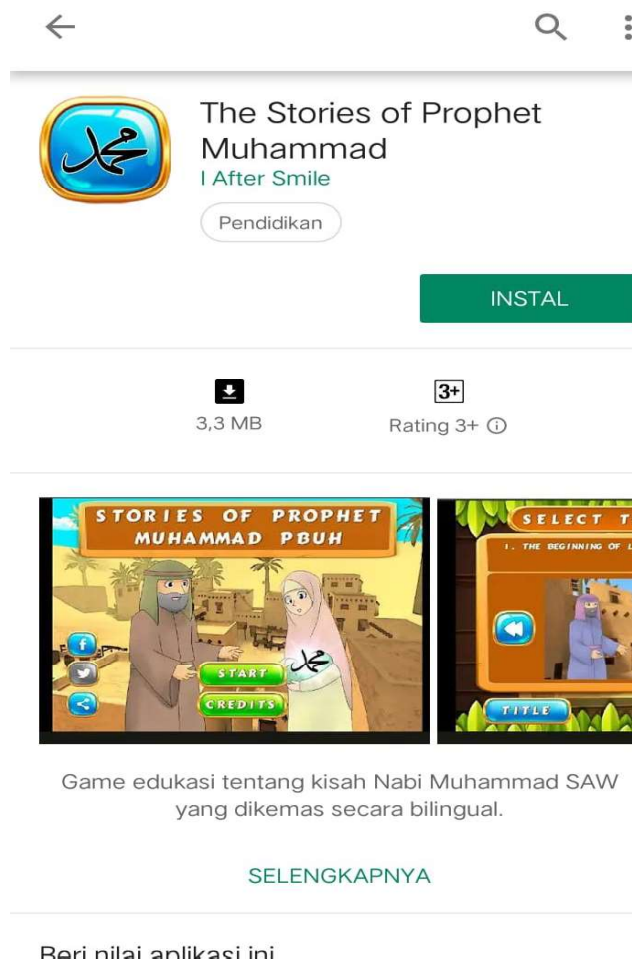 The Stories of Prophet
Muhammad
محمد
I After Smile
Pendidikan
INSTAL
3+
3,3 MB
Rating 3+
STORIES OF PROPHET
MUHAMMAD PBUH
محمد
START
CREDITS
SELECT T
1. THE BEGINNING OF L
TITLE
Game edukasi tentang kisah Nabi Muhammad SAW
yang dikemas secara bilingual.
SELENGKAPNYA
Beri nilai aplikasi ini